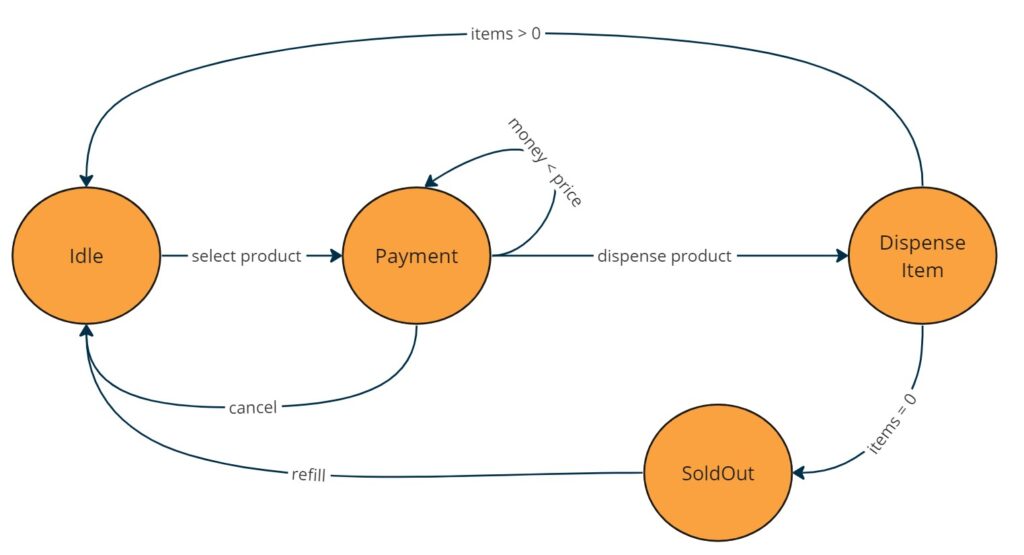 items > 0
money < price
Idle
select product
Payment
dispense product
Dispense
Item
cancel
items = 0
refill
SoldOut